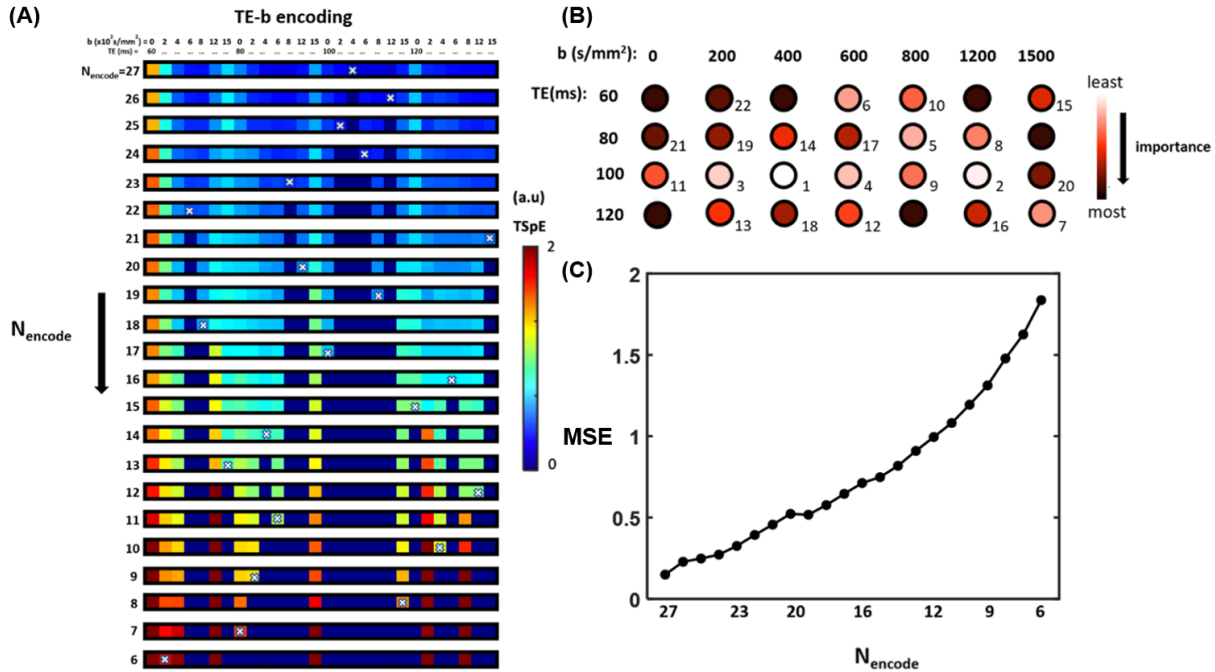 (A)
TE-b encoding
b (x10²s/mm²) = 0 2 4 6 8 12 15 0 2 4 6 8 12 15 0 2 4 6 8 12 15 0 2 4 6 8 12 15
TE (ms) = 60 ... ... ... ... ... ... 80 ... ... ... ... ... ... 100 ... ... ... ... ... ... 120 ... ... ... ... ... ...
N encode=27
26
25
24
23
22
21
20
19
18
17
16
15
14
13
12
11
10
9
8
7
6
N encode
(a.u)
TSpE
2
0
(B)
b (s/mm²): 0 200 400 600 800 1200 1500
TE(ms): 60 22 6 10 15
80 21 19 14 17 5 8
100 11 3 1 4 9 2 20
120 13 18 12 16 7
least
importance
most
(C)
2
1.5
1
0.5
0
MSE
27 23 20 16 12 9 6
N encode